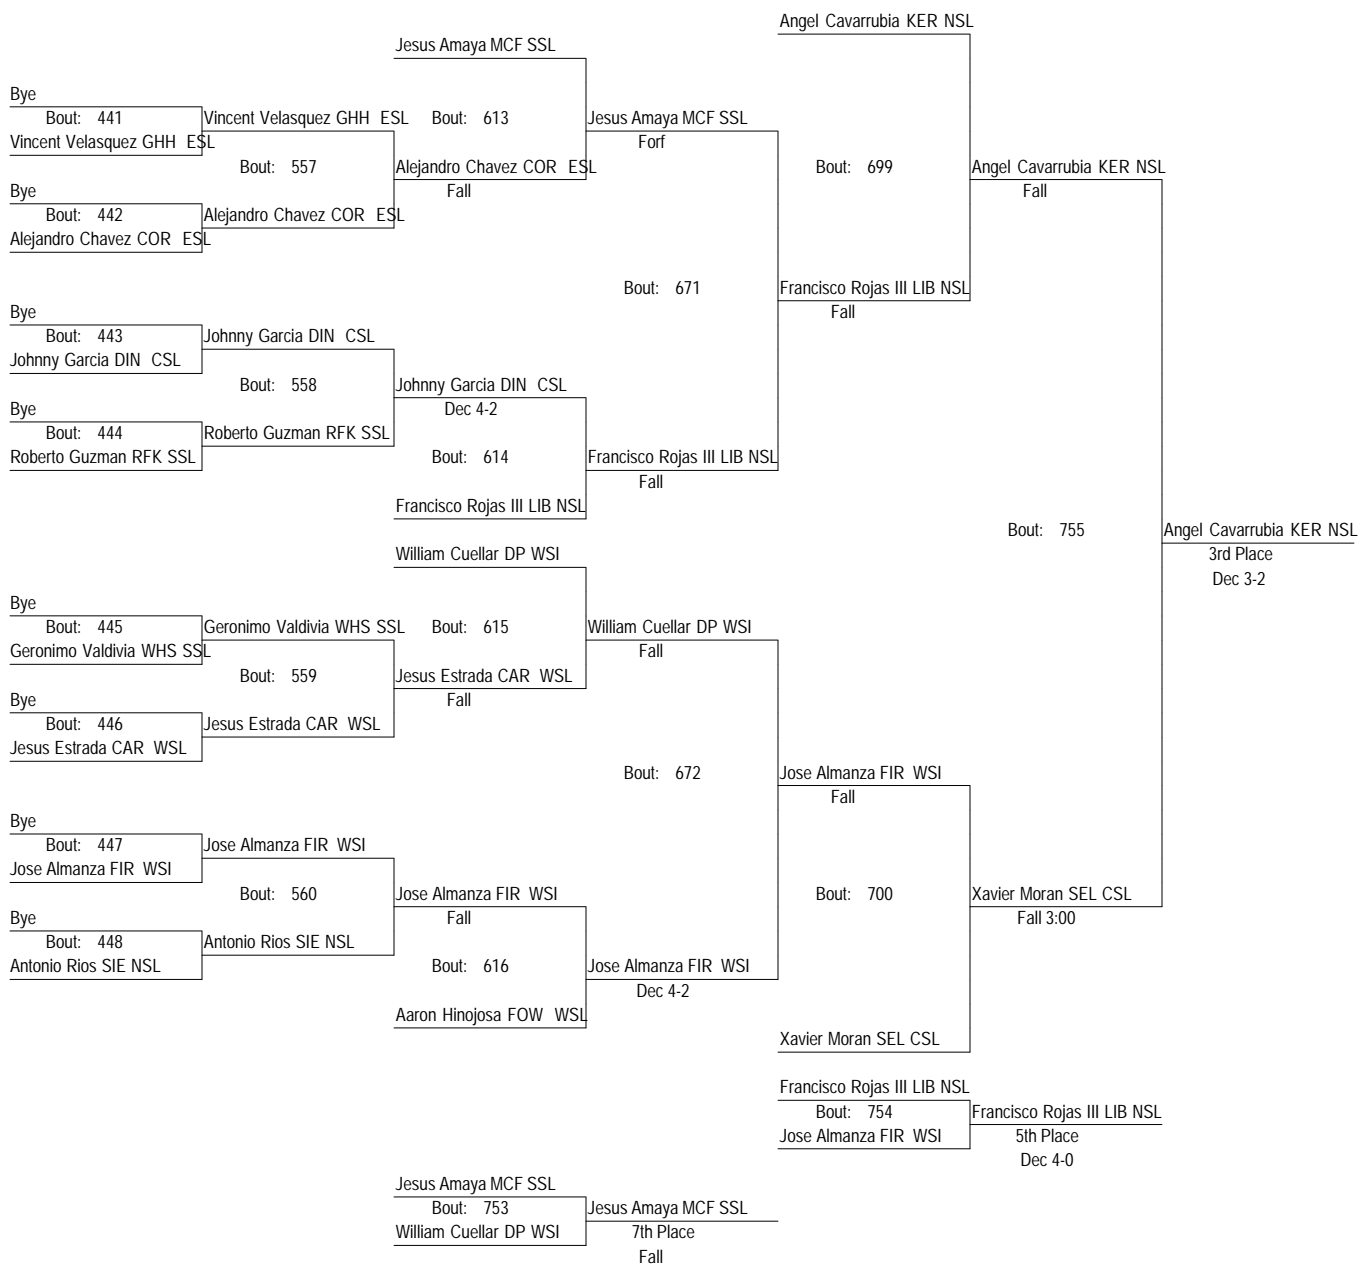 Angel Cavarrubia KER NSL
Jesus Amaya MCF SSL
Bye
Bout: 441
Vincent Velasquez GHH ESL
Vincent Velasquez GHH ESL
Bout: 613
Jesus Amaya MCF SSL
Forf
Bout: 557
Alejandro Chavez COR ESL
Fall
Bout: 699
Angel Cavarrubia KER NSL
Fall
Bye
Bout: 442
Alejandro Chavez COR ESL
Alejandro Chavez COR ESL
Bout: 671
Francisco Rojas III LIB NSL
Fall
Bye
Bout: 443
Johnny Garcia DIN CSL
Johnny Garcia DIN CSL
Bout: 558
Johnny Garcia DIN CSL
Dec 4-2
Bye
Bout: 444
Roberto Guzman RFK SSL
Roberto Guzman RFK SSL
Bout: 614
Francisco Rojas III LIB NSL
Fall
Francisco Rojas III LIB NSL
Bout: 755
Angel Cavarrubia KER NSL
3rd Place
Dec 3-2
William Cuellar DP WSI
Bye
Bout: 445
Geronimo Valdivia WHS SSL
Geronimo Valdivia WHS SSL
Bout: 615
William Cuellar DP WSI
Fall
Bout: 559
Jesus Estrada CAR WSL
Fall
Bye
Bout: 446
Jesus Estrada CAR WSL
Jesus Estrada CAR WSL
Bout: 672
Jose Almanza FIR WSI
Fall
Bye
Bout: 447
Jose Almanza FIR WSI
Jose Almanza FIR WSI
Bout: 560
Jose Almanza FIR WSI
Fall
Bout: 700
Xavier Moran SEL CSL
Fall 3:00
Bye
Bout: 448
Antonio Rios SIE NSL
Antonio Rios SIE NSL
Bout: 616
Jose Almanza FIR WSI
Dec 4-2
Aaron Hinojosa FOW WSL
Xavier Moran SEL CSL
Francisco Rojas III LIB NSL
Bout: 754
Francisco Rojas III LIB NSL
Jose Almanza FIR WSI
5th Place
Dec 4-0
Jesus Amaya MCF SSL
Bout: 753
Jesus Amaya MCF SSL
William Cuellar DP WSI
7th Place
Fall